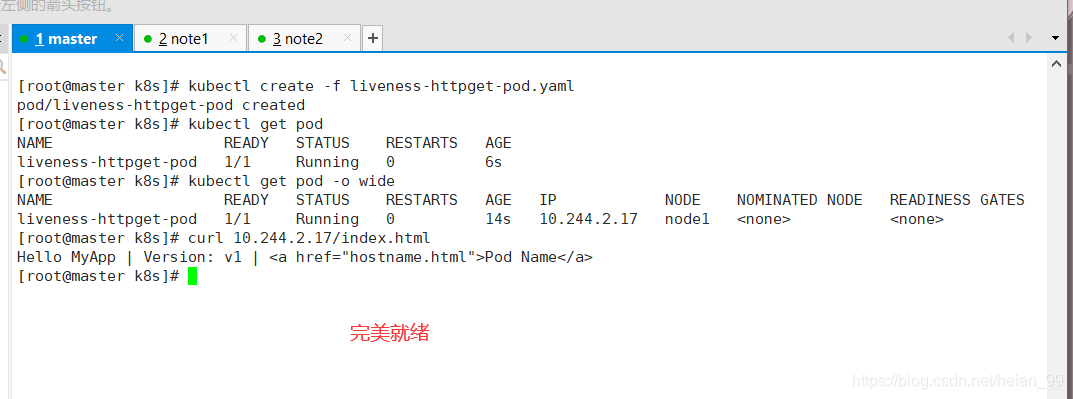 左侧的箭头按钮。
1 master × 2 note1 × 3 note2 × +
[root@master k8s]# kubectl create -f liveness-httpget-pod.yaml
pod/liveness-httpget-pod created
[root@master k8s]# kubectl get pod
NAME READY STATUS RESTARTS AGE
liveness-httpget-pod 1/1 Running 0 6s
[root@master k8s]# kubectl get pod -o wide
NAME READY STATUS RESTARTS AGE IP NODE NOMINATED NODE READINESS GATES
liveness-httpget-pod 1/1 Running 0 14s 10.244.2.17 node1 <none> <none>
[root@master k8s]# curl 10.244.2.17/index.html
Hello MyApp | Version: v1 | <a href="hostname.html">Pod Name</a>
[root@master k8s]#
完美就绪
https://blog.csdn.net/heian_99